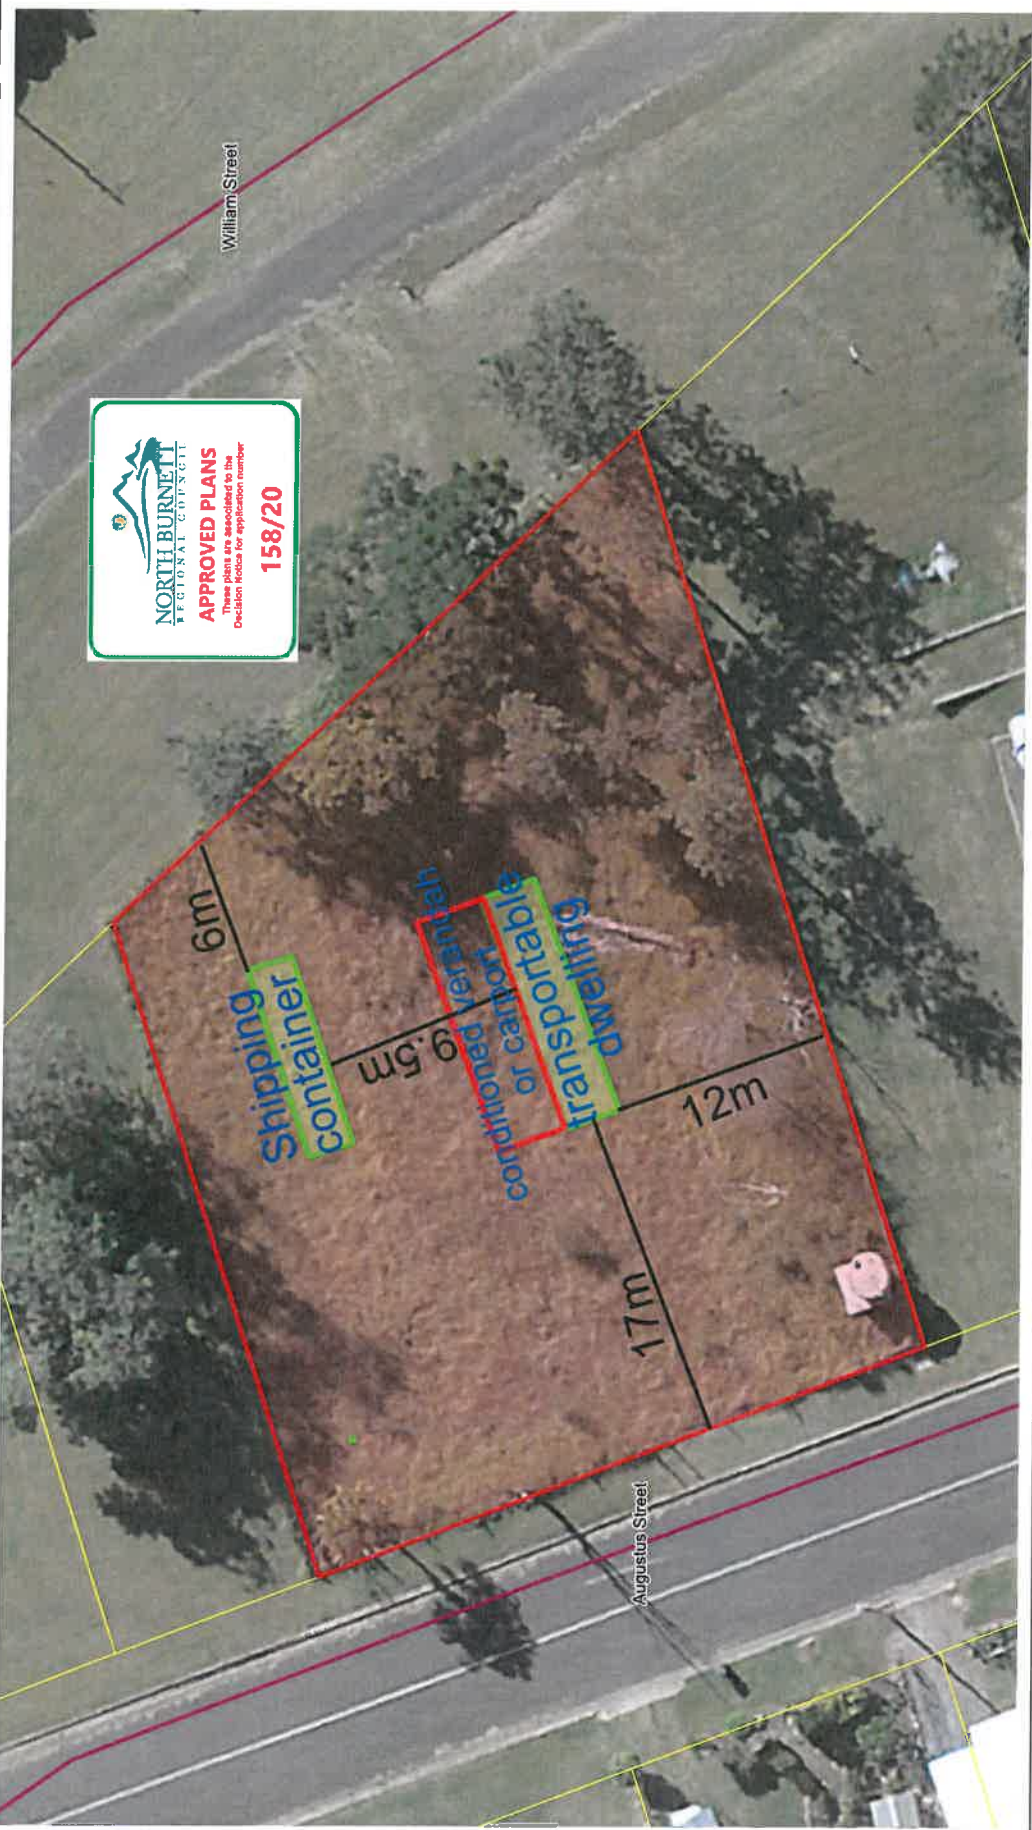 William Street
NORTH BURNETT
REGIONAL COUNCIL
APPROVED PLANS
These plans are associated to the
Decision Notice for application number
158/20
6m
Shipping
container
9.5m
conditioned verandah
or carport
transportable
dwelling
12m
17m
Augustus Street